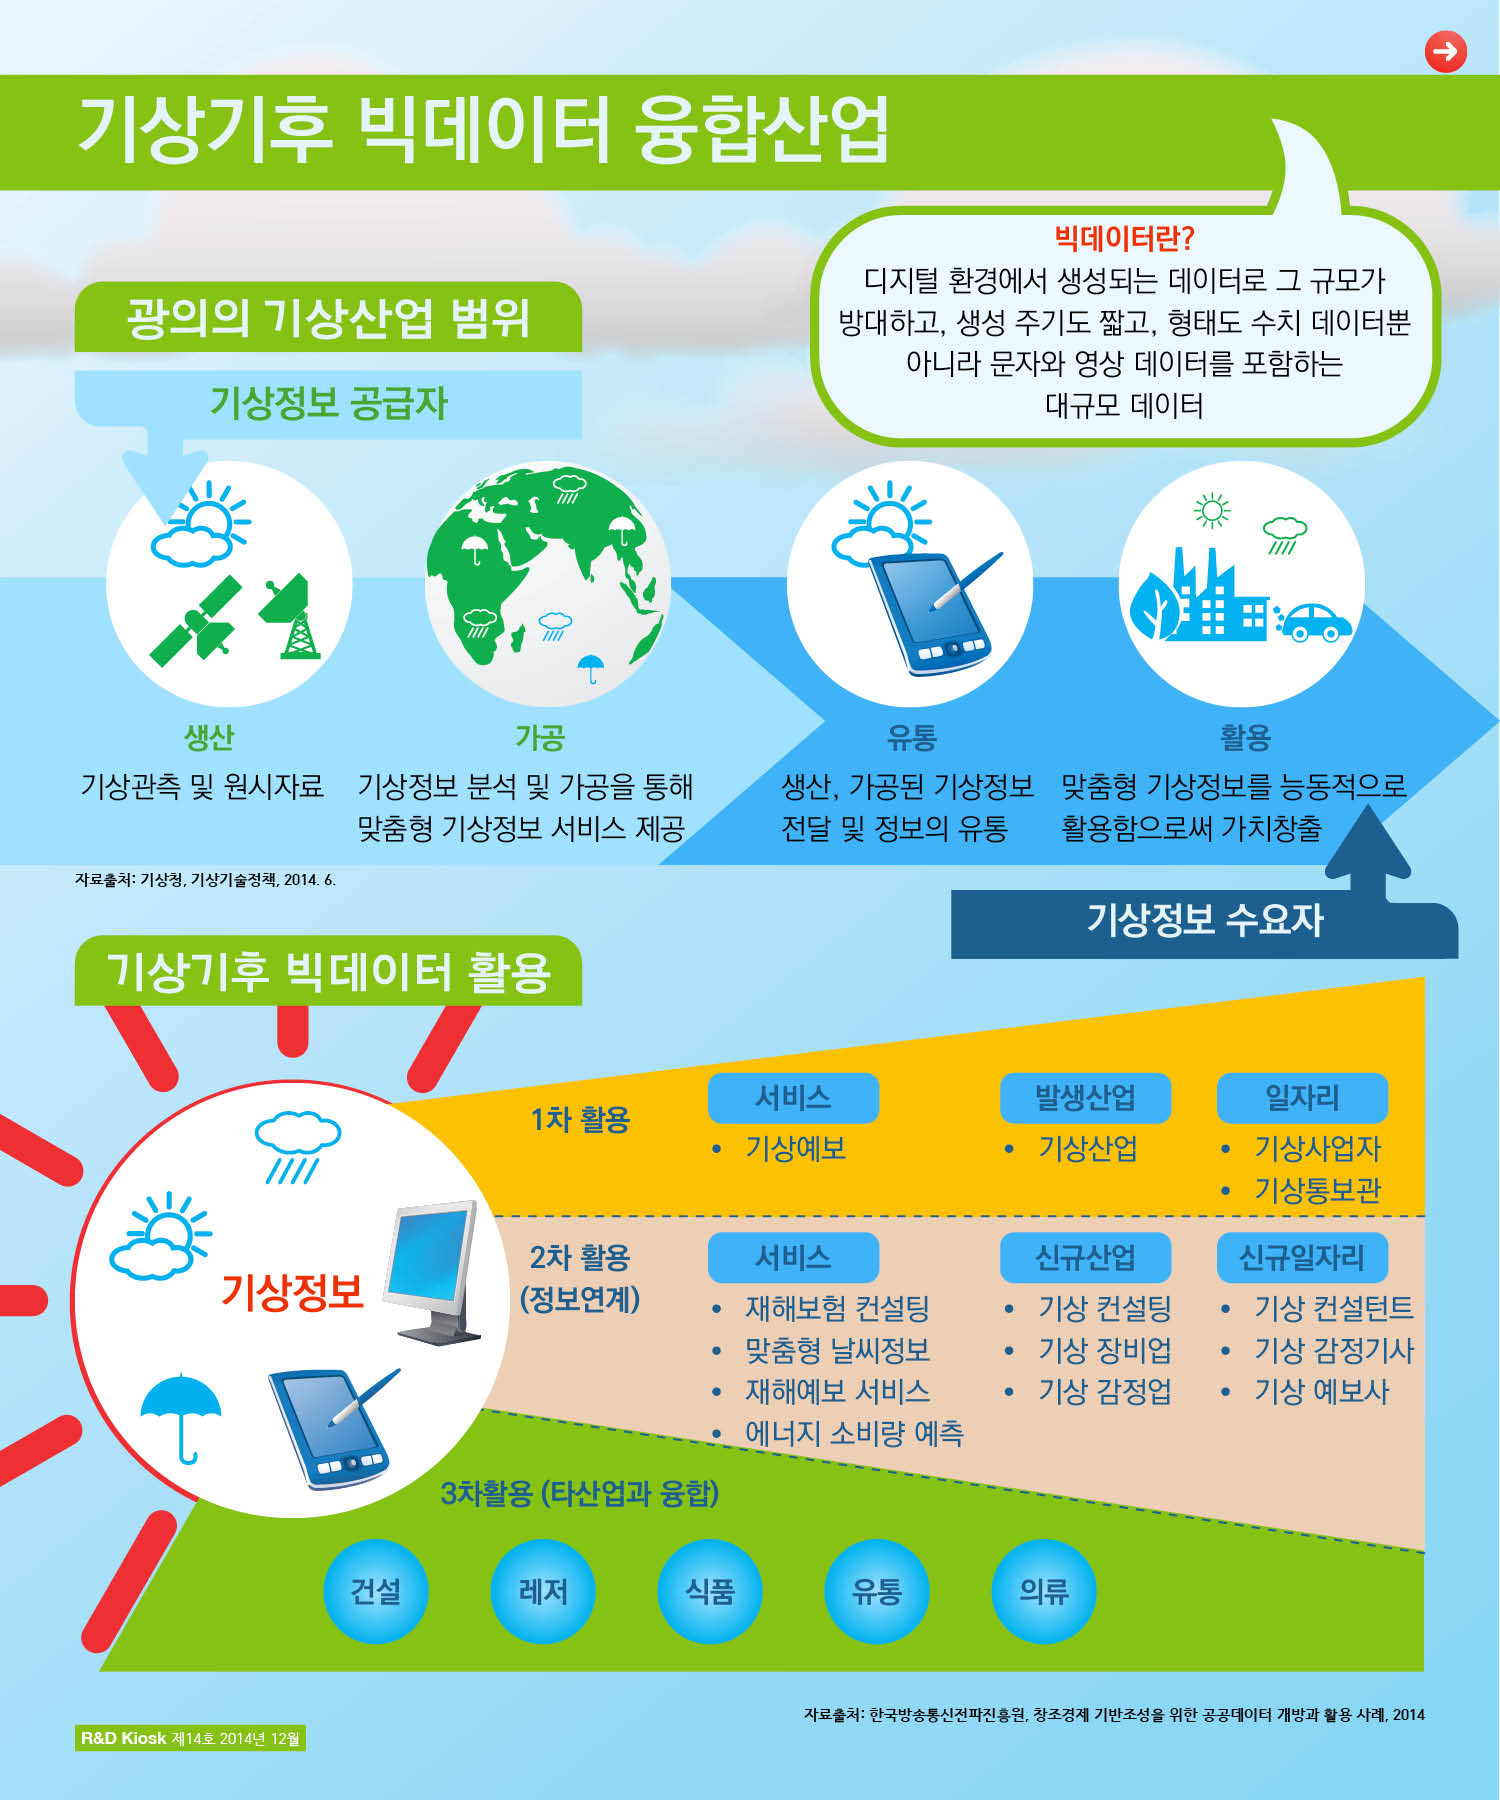 기상기후 빅데이터 융합산업
빅데이터란?
디지털 환경에서 생성되는 데이터로 그 규모가
방대하고, 생성 주기도 짧고, 형태도 수치 데이터뿐
아니라 문자와 영상 데이터를 포함하는
대규모 데이터
광의의 기상산업 범위
기상정보 공급자
생산
기상관측 및 원시자료
가공
기상정보 분석 및 가공을 통해
맞춤형 기상정보 서비스 제공
유통
생산, 가공된 기상정보
전달 및 정보의 유통
활용
맞춤형 기상정보를 능동적으로
활용함으로써 가치창출
자료출처: 기상청, 기상기술정책, 2014. 6.
기상정보 수요자
기상기후 빅데이터 활용
기상정보
1차 활용
서비스
• 기상예보
발생산업
• 기상산업
일자리
• 기상사업자
• 기상통보관
2차 활용
(정보연계)
서비스
• 재해보험 컨설팅
• 맞춤형 날씨정보
• 재해예보 서비스
• 에너지 소비량 예측
신규산업
• 기상 컨설팅
• 기상 장비업
• 기상 감정업
신규일자리
• 기상 컨설턴트
• 기상 감정기사
• 기상 예보사
3차활용 (타산업과 융합)
건설
레저
식품
유통
의류
자료출처: 한국방송통신전파진흥원, 창조경제 기반조성을 위한 공공데이터 개방과 활용 사례, 2014
R&D Kiosk 제14호 2014년 12월